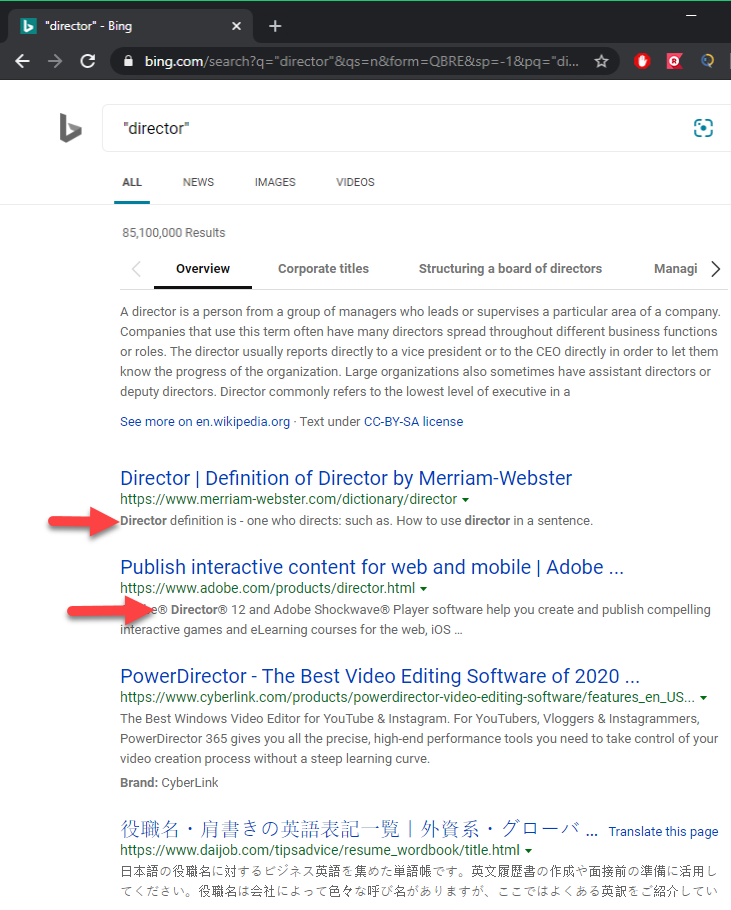 "director" - Bing
bing.com/search?q="director"&qs=n&form=QBRE&sp=-1&pq="di...
"director"
ALL NEWS IMAGES VIDEOS
85,100,000 Results
Overview Corporate titles Structuring a board of directors Managi
A director is a person from a group of managers who leads or supervises a particular area of a company.
Companies that use this term often have many directors spread throughout different business functions
or roles. The director usually reports directly to a vice president or to the CEO directly in order to let them
know the progress of the organization. Large organizations also sometimes have assistant directors or
deputy directors. Director commonly refers to the lowest level of executive in a
See more on en.wikipedia.org · Text under CC-BY-SA license
Director | Definition of Director by Merriam-Webster
https://www.merriam-webster.com/dictionary/director
Director definition is - one who directs: such as. How to use director in a sentence.
Publish interactive content for web and mobile | Adobe ...
https://www.adobe.com/products/director.html
Director® 12 and Adobe Shockwave® Player software help you create and publish compelling
interactive games and eLearning courses for the web, iOS ...
PowerDirector - The Best Video Editing Software of 2020 ...
https://www.cyberlink.com/products/powerdirector-video-editing-software/features_en_US...
The Best Windows Video Editor for YouTube & Instagram. For YouTubers, Vloggers & Instagrammers,
PowerDirector 365 gives you all the precise, high-end performance tools you need to take control of your
video creation process without a steep learning curve.
Brand: CyberLink
役職名・肩書きの英語表記一覧｜外資系・グローバ ... Translate this page
https://www.daijob.com/tipsadvice/resume_wordbook/title.html
日本語の役職名に対するビジネス英語を集めた単語帳です。英文履歴書の作成や面接前の準備に活用し
てください。役職名は会社によって色々な呼び名がありますが、ここではよくある英訳をご紹介してい